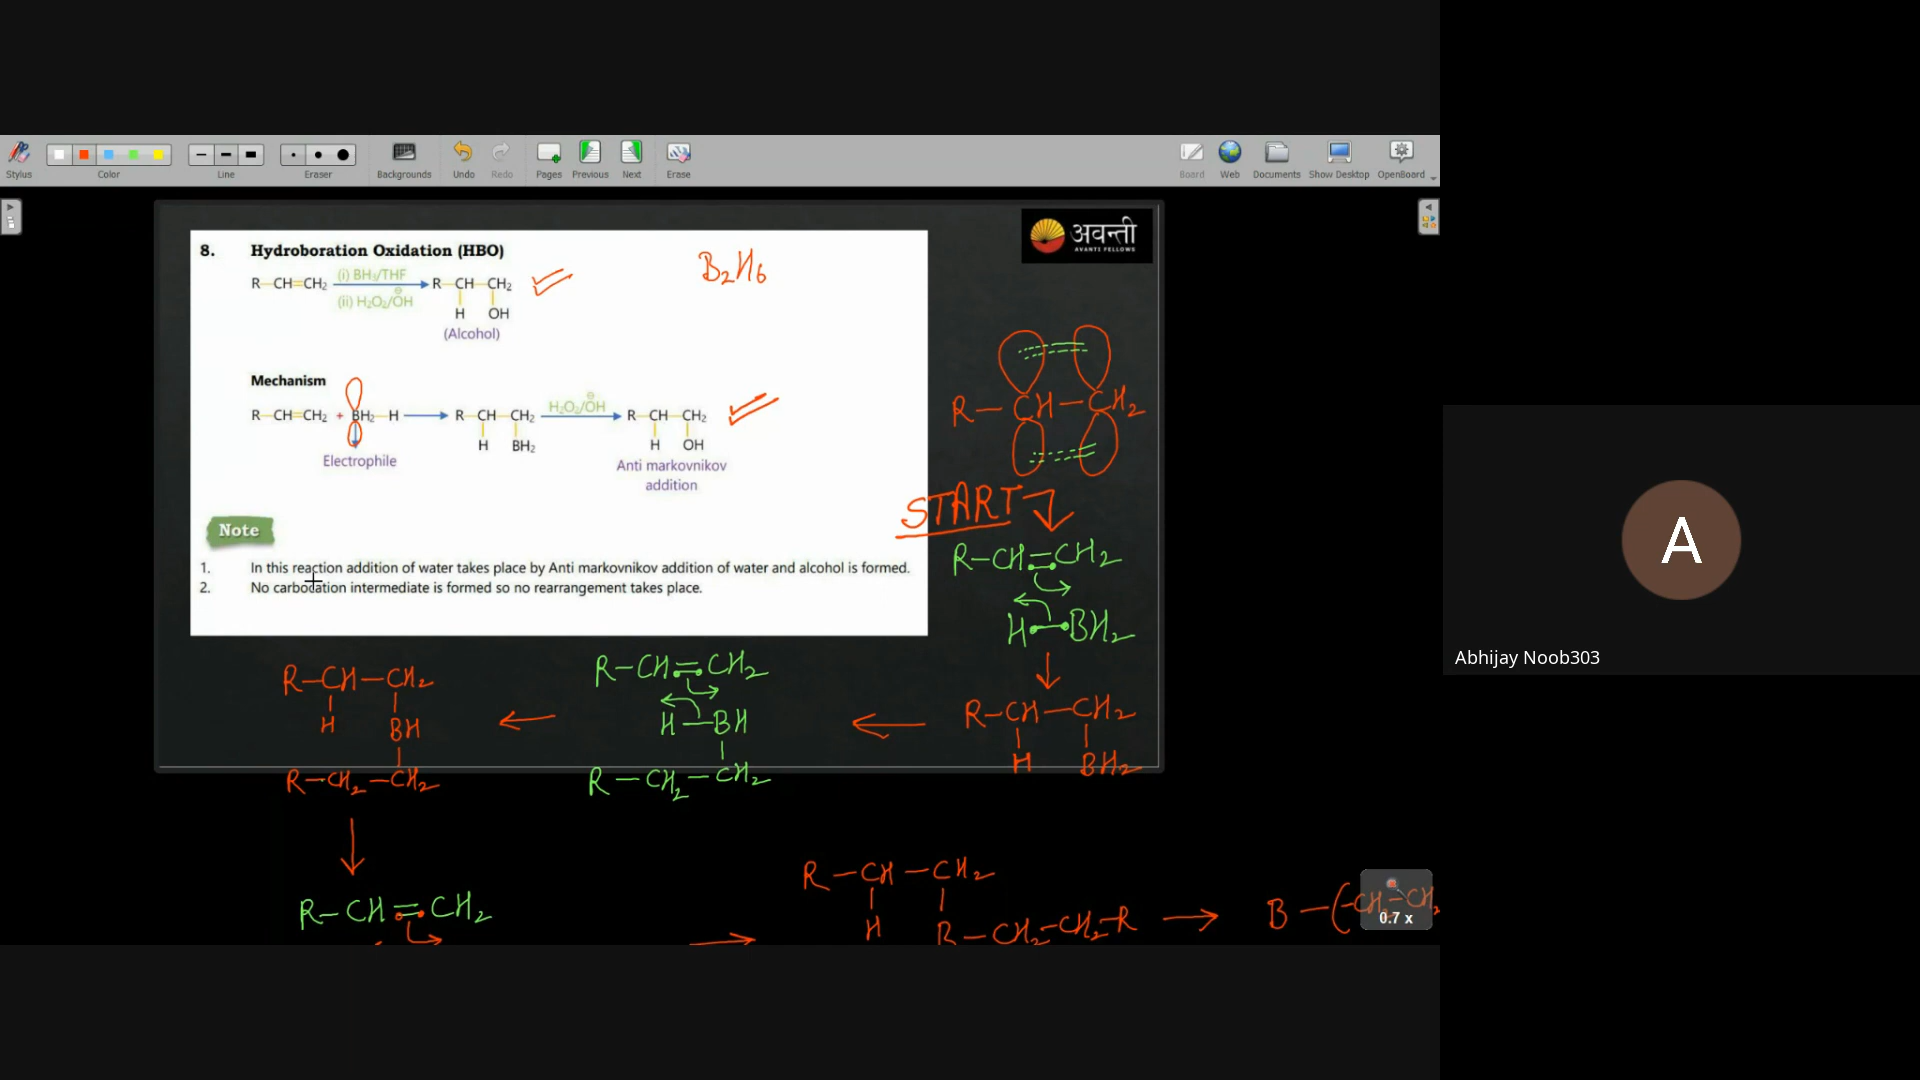 Stylus Color Line Eraser Backgrounds Undo Redo Pages Previous Next Erase Board Web Documents Show Desktop OpenBoard
अवन्ती
AVANTI FELLOWS
8. Hydroboration Oxidation (HBO)
B₂H₆
(i) BH₃/THF
R—CH=CH₂ → R—CH—CH₂
(ii) H₂O₂/OH⊖
H OH
(Alcohol)
Mechanism
R—CH=CH₂ + BH₂—H → R—CH—CH₂ H₂O₂/OH⊖ → R—CH—CH₂
H BH₂ H OH
Electrophile
Anti markovnikov
addition
R—CH—CH₂
Note
1. In this reaction addition of water takes place by Anti markovnikov addition of water and alcohol is formed.
2. No carbocation intermediate is formed so no rearrangement takes place.
START
R—CH=CH₂
H—BH₂
R—CH—CH₂
H BH₂
R—CH=CH₂
H—BH
R—CH₂—CH₂
R—CH—CH₂
H BH
R—CH₂—CH₂
R—CH=CH₂
R—CH—CH₂
H B—CH₂—CH₂—R → B—(
0.7 x
A
Abhijay Noob303